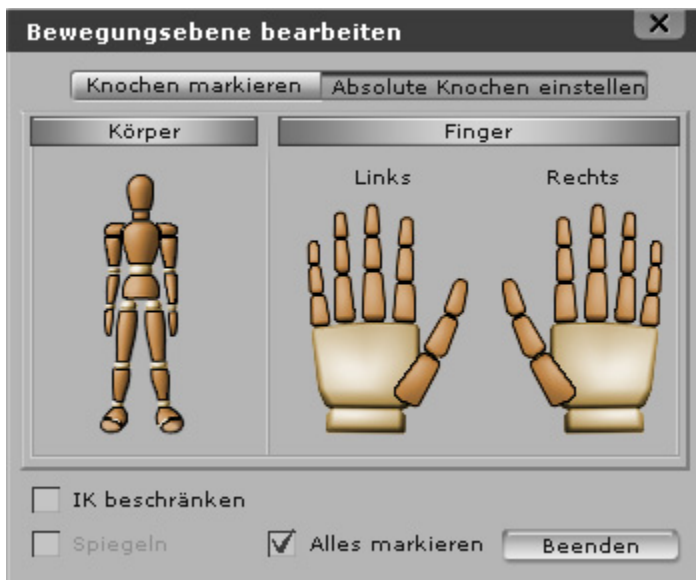 Bewegungsebene bearbeiten
Knochen markieren Absolute Knochen einstellen
Körper Finger
Links Rechts
IK beschränken
Spiegeln Alles markieren Beenden